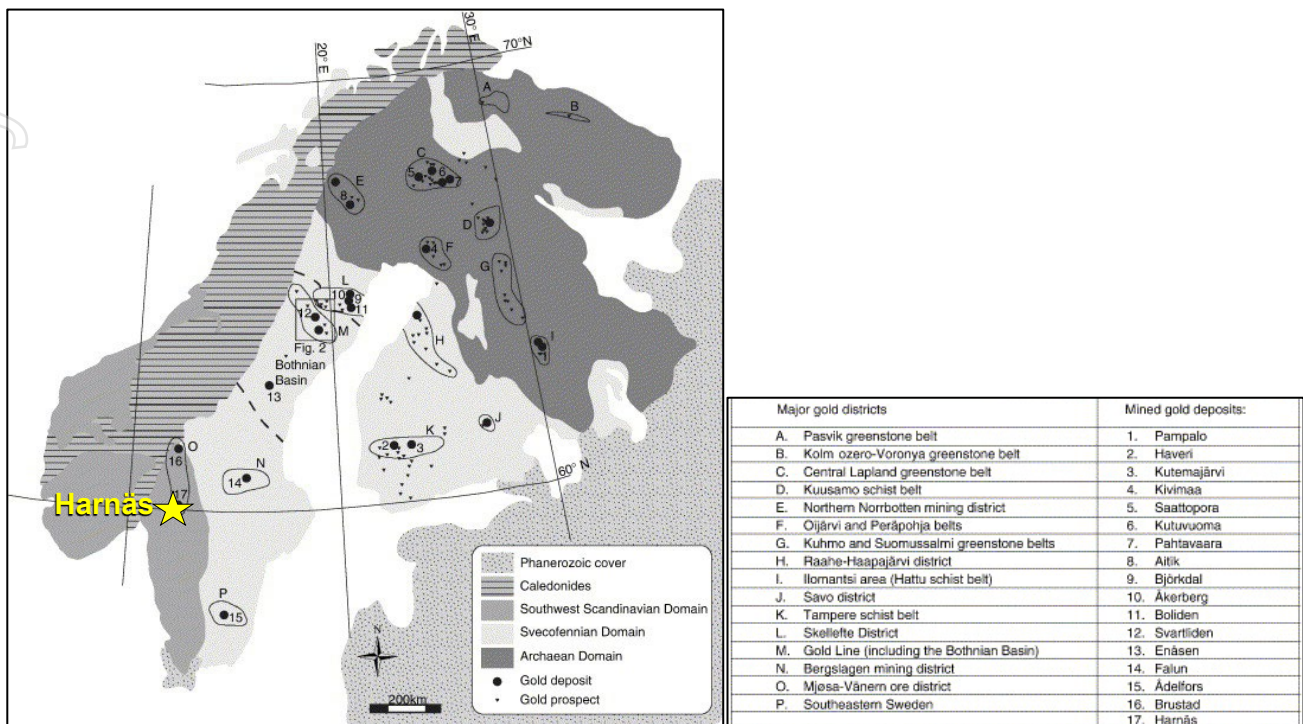 30° E
70°N
20° E
A
B
C
5
6
7
E
8
D
4
F
G
L
10
9
11
12
M
H
I
1
Fig. 2
Bothnian
Basin
13
J
O
K
2
3
16
N
14
60° N
17
Harnäs
P
15
Phanerozoic cover
Caledonides
Southwest Scandinavian Domain
Svecofennian Domain
Archaean Domain
Gold deposit
Gold prospect
N
200km
Major gold districts Mined gold deposits:
A. Pasvik greenstone belt 1. Pampalo
B. Kolm ozero-Voronya greenstone belt 2. Haveri
C. Central Lapland greenstone belt 3. Kutemajärvi
D. Kuusamo schist belt 4. Kivimaa
E. Northern Norrbotten mining district 5. Saattopora
F. Oijärvi and Peräpohja belts 6. Kutuvuoma
G. Kuhmo and Suomussalmi greenstone belts 7. Pahtavaara
H. Raahe-Haapajärvi district 8. Aitik
I. Ilomantsi area (Hattu schist belt) 9. Björkdal
J. Savo district 10. Åkerberg
K. Tampere schist belt 11. Boliden
L. Skellefte District 12. Svartliden
M. Gold Line (including the Bothnian Basin) 13. Enåsen
N. Bergslagen mining district 14. Falun
O. Mjøsa-Vänern ore district 15. Ädelfors
P. Southeastern Sweden 16. Brustad
17. Harnäs